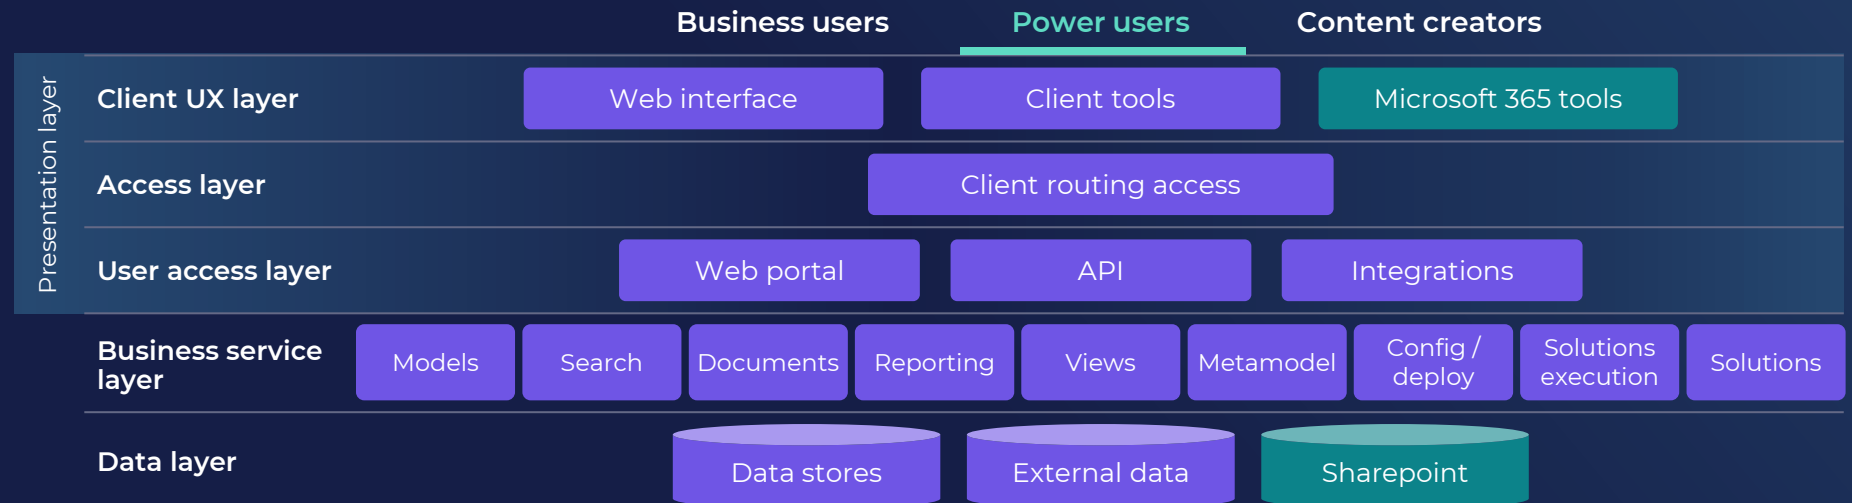 Business users
Power users
Content creators
Presentation layer
Client UX layer
Web interface
Client tools
Microsoft 365 tools
Access layer
Client routing access
User access layer
Web portal
API
Integrations
Business service
layer
Models
Search
Documents
Reporting
Views
Metamodel
Config /
deploy
Solutions
execution
Solutions
Data layer
Data stores
External data
Sharepoint